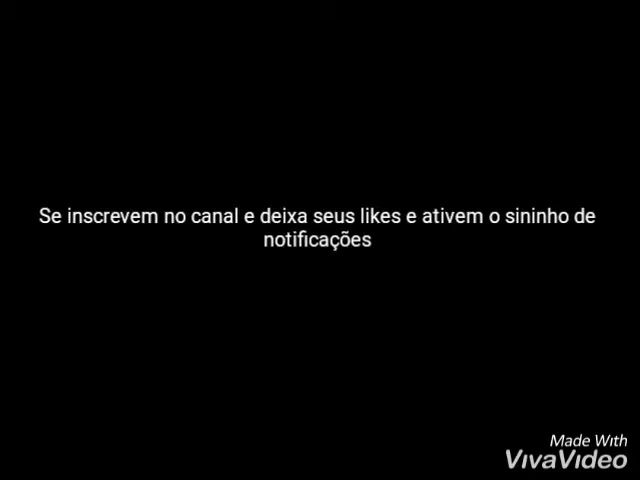 Se inscrevem no canal e deixa seus likes e ativem o sininho de
notificações
Made With
VivaVideo